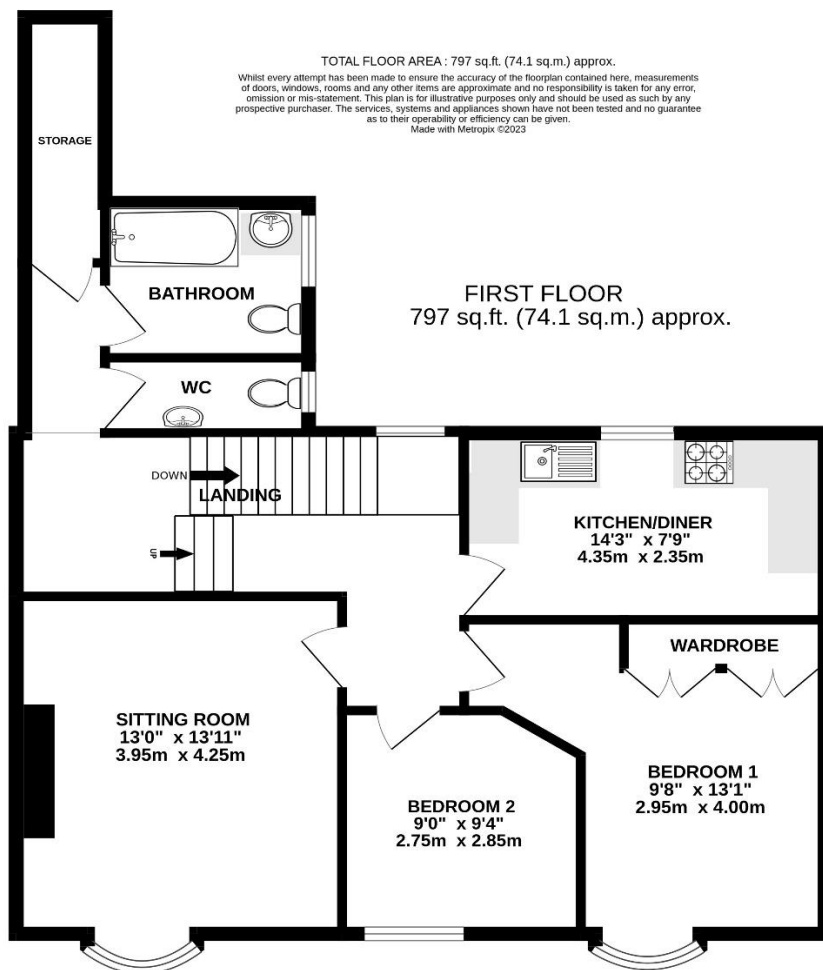 TOTAL FLOOR AREA : 797 sq.ft. (74.1 sq.m.) approx.
Whilst every attempt has been made to ensure the accuracy of the floorplan contained here, measurements
of doors, windows, rooms and any other items are approximate and no responsibility is taken for any error,
omission or mis-statement. This plan is for illustrative purposes only and should be used as such by any
prospective purchaser. The services, systems and appliances shown have not been tested and no guarantee
as to their operability or efficiency can be given.
Made with Metropix ©2023
STORAGE
BATHROOM
FIRST FLOOR
797 sq.ft. (74.1 sq.m.) approx.
WC
DOWN
LANDING
UP
KITCHEN/DINER
14'3" x 7'9"
4.35m x 2.35m
WARDROBE
SITTING ROOM
13'0" x 13'11"
3.95m x 4.25m
BEDROOM 1
9'8" x 13'1"
2.95m x 4.00m
BEDROOM 2
9'0" x 9'4"
2.75m x 2.85m